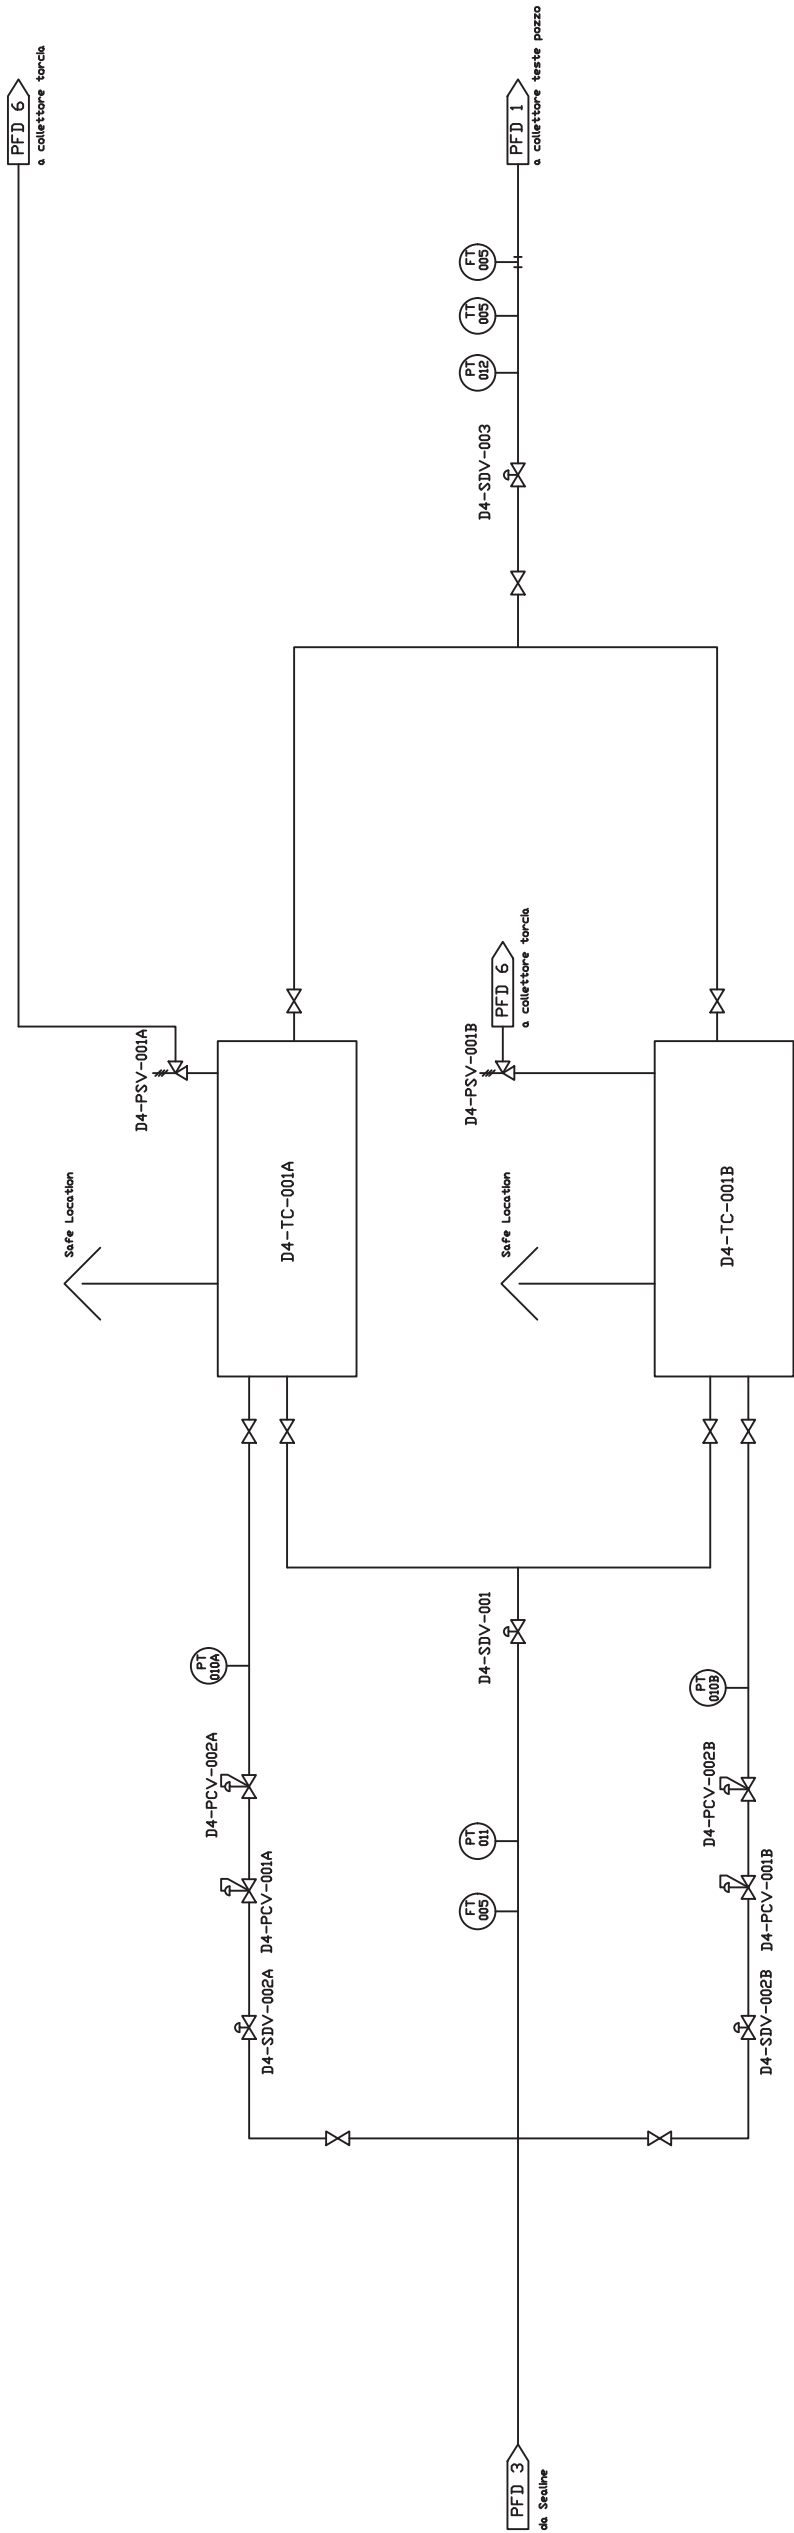 PFD 6
a collettore torcia
PFD 1
a collettore teste pozzo
FT
005
TT
005
PT
012
D4-SDV-003
PFD 6
a collettore torcia
D4-PSV-001A
D4-PSV-001B
Safe Location
D4-TC-001A
Safe Location
D4-TC-001B
D4-SDV-001
PT
010A
PT
010B
D4-PCV-002A
D4-PCV-002B
PT
011
D4-PCV-001A
FT
005
D4-PCV-001B
D4-SDV-002A
D4-SDV-002B
PFD 3
da Sealine